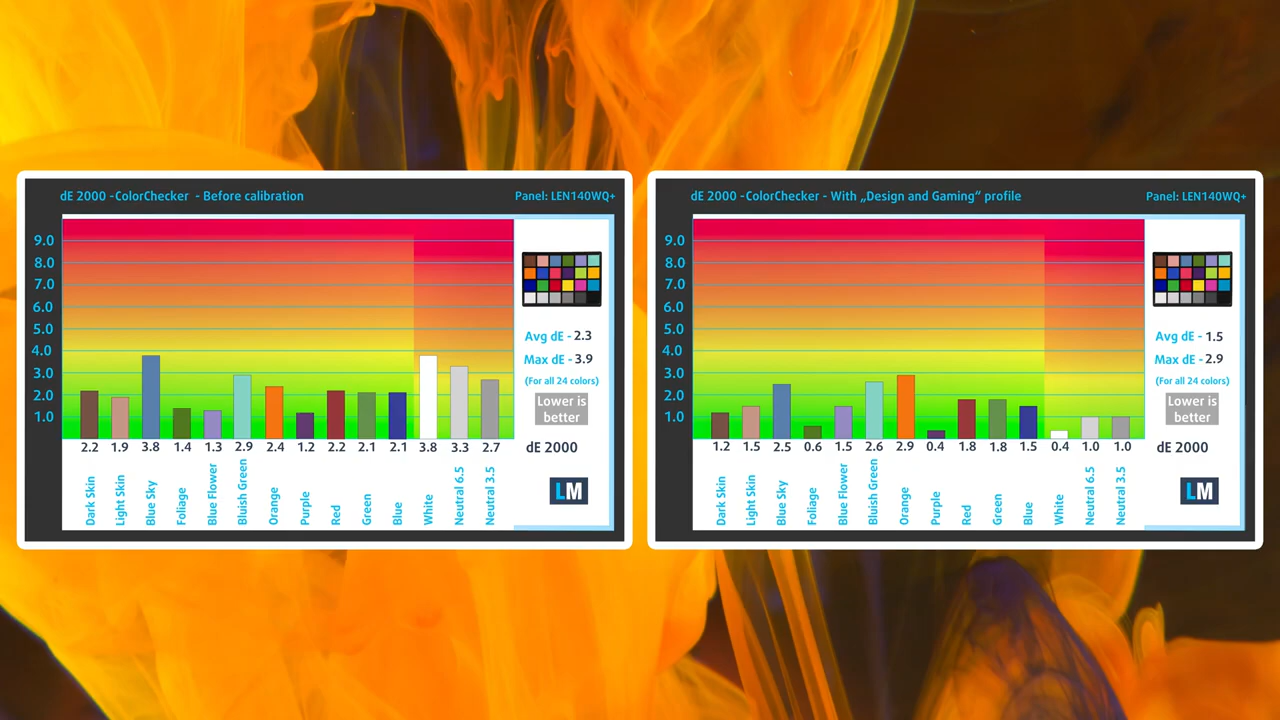 dE 2000 -ColorChecker - Before calibration
Panel: LEN140WQ+
9.0
8.0
7.0
6.0
5.0
4.0
3.0
2.0
1.0
Avg dE - 2.3
Max dE - 3.9
(For all 24 colors)
Lower is
better
2.2 1.9 3.8 1.4 1.3 2.9 2.4 1.2 2.2 2.1 2.1 3.8 3.3 2.7
dE 2000
Dark Skin
Light Skin
Blue Sky
Foliage
Blue Flower
Bluish Green
Orange
Purple
Red
Green
Blue
White
Neutral 6.5
Neutral 3.5
LM
dE 2000 -ColorChecker - With „Design and Gaming“ profile
Panel: LEN140WQ+
9.0
8.0
7.0
6.0
5.0
4.0
3.0
2.0
1.0
Avg dE - 1.5
Max dE - 2.9
(For all 24 colors)
Lower is
better
1.2 1.5 2.5 0.6 1.5 2.6 2.9 0.4 1.8 1.8 1.5 0.4 1.0 1.0
dE 2000
Dark Skin
Light Skin
Blue Sky
Foliage
Blue Flower
Bluish Green
Orange
Purple
Red
Green
Blue
White
Neutral 6.5
Neutral 3.5
LM